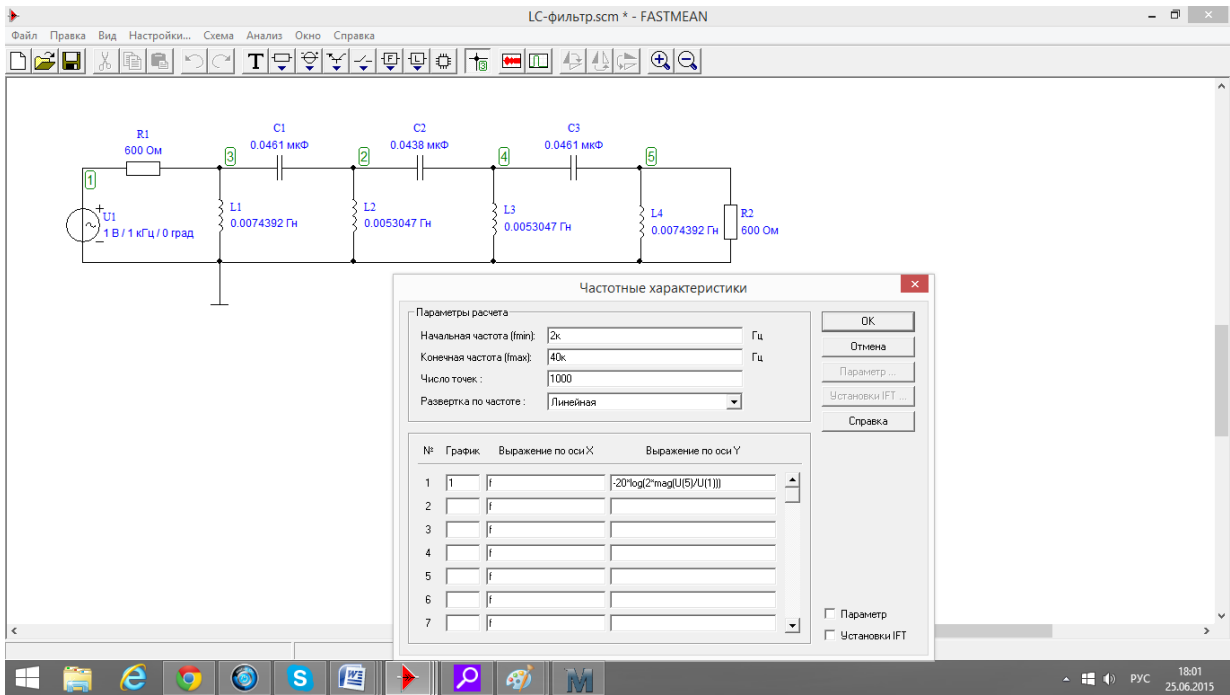 LC-фильтр.scm * - FASTMEAN
Файл Правка Вид Настройки... Схема Анализ Окно Справка
T
F
L
3
R1
600 Ом
C1
0.0461 мкФ
C2
0.0438 мкФ
C3
0.0461 мкФ
1
3
2
4
5
U1
1 В / 1 кГц / 0 град
L1
0.0074392 Гн
L2
0.0053047 Гн
L3
0.0053047 Гн
L4
0.0074392 Гн
R2
600 Ом
Частотные характеристики
Параметры расчета
Начальная частота (fmin): 2к Гц
Конечная частота (fmax): 40к Гц
Число точек : 1000
Развертка по частоте : Линейная
OK
Отмена
Параметр ...
Установки IFT ...
Справка
№ График Выражение по оси X Выражение по оси Y
1 1 f -20*log(2*mag(U(5)/U(1)))
2 f
3 f
4 f
5 f
6 f
7 f
Параметр
Установки IFT
РУС
18:01
25.06.2015